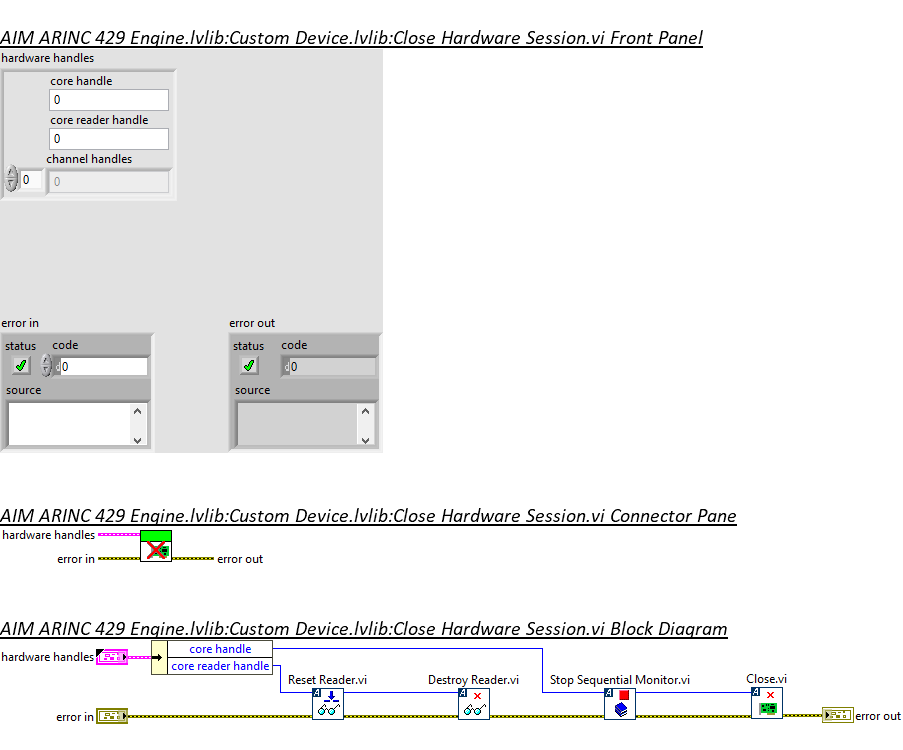 AIM ARINC 429 Engine.lvlib:Custom Device.lvlib:Close Hardware Session.vi Front Panel
hardware handles
core handle
0
core reader handle
0
channel handles
0 0
error in error out
status code status code
d0 d0
source source
AIM ARINC 429 Engine.lvlib:Custom Device.lvlib:Close Hardware Session.vi Connector Pane
hardware handles
error in error out
AIM ARINC 429 Engine.lvlib:Custom Device.lvlib:Close Hardware Session.vi Block Diagram
hardware handles core handle
core reader handle
Reset Reader.vi Destroy Reader.vi Stop Sequential Monitor.vi Close.vi
A A A A
error in error out